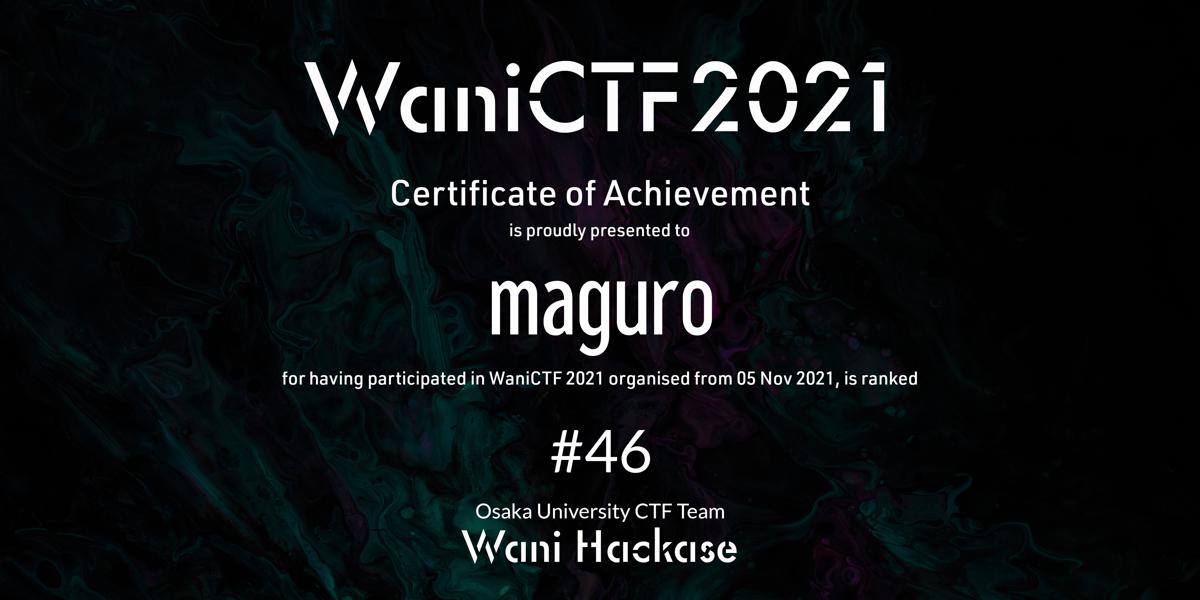 WaniCTF2021
Certificate of Achievement
is proudly presented to
maguro
for having participated in WaniCTF 2021 organised from 05 Nov 2021, is ranked
#46
Osaka University CTF Team
Wani Hackase